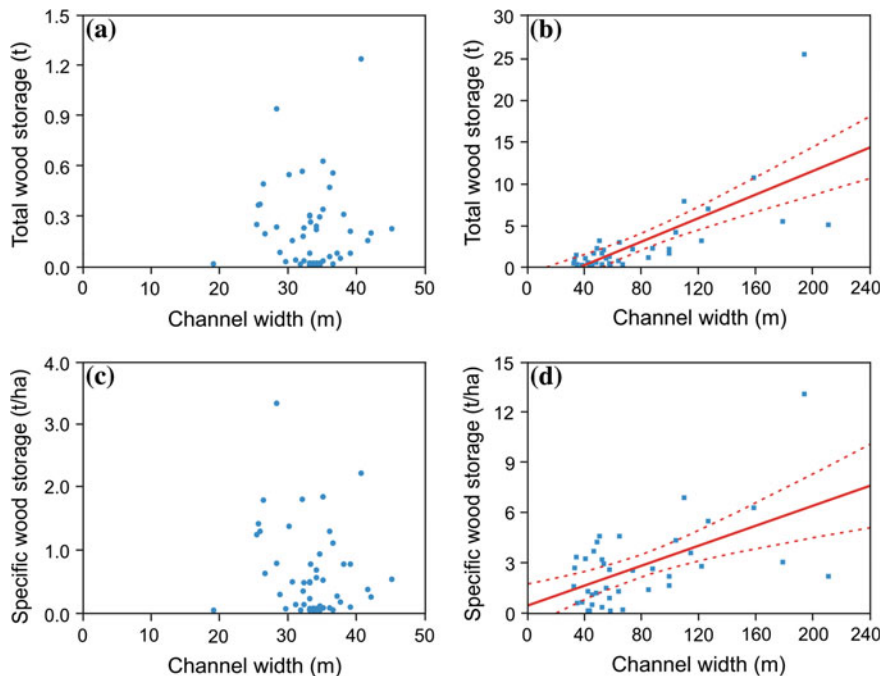 (a)
Total wood storage (t)
1.5
1.2
0.9
0.6
0.3
0.0
0 10 20 30 40 50
Channel width (m)
(b)
Total wood storage (t)
30
25
20
15
10
5
0
0 40 80 120 160 200 240
Channel width (m)
(c)
Specific wood storage (t/ha)
4.0
3.0
2.0
1.0
0.0
0 10 20 30 40 50
Channel width (m)
(d)
Specific wood storage (t/ha)
15
12
9
6
3
0
0 40 80 120 160 200 240
Channel width (m)